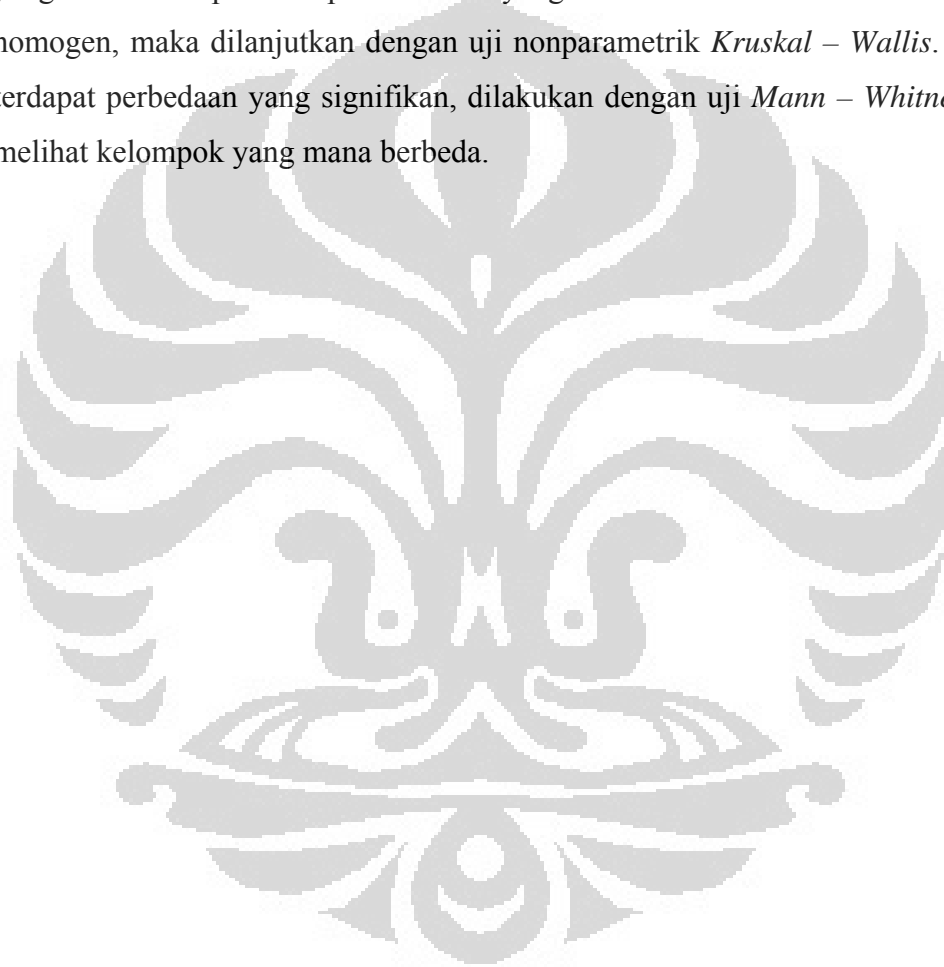 homogen, maka dilanjutkan dengan uji nonparametrik Kruskal – Wallis.
terdapat perbedaan yang signifikan, dilakukan dengan uji Mann – Whitn
melihat kelompok yang mana berbeda.